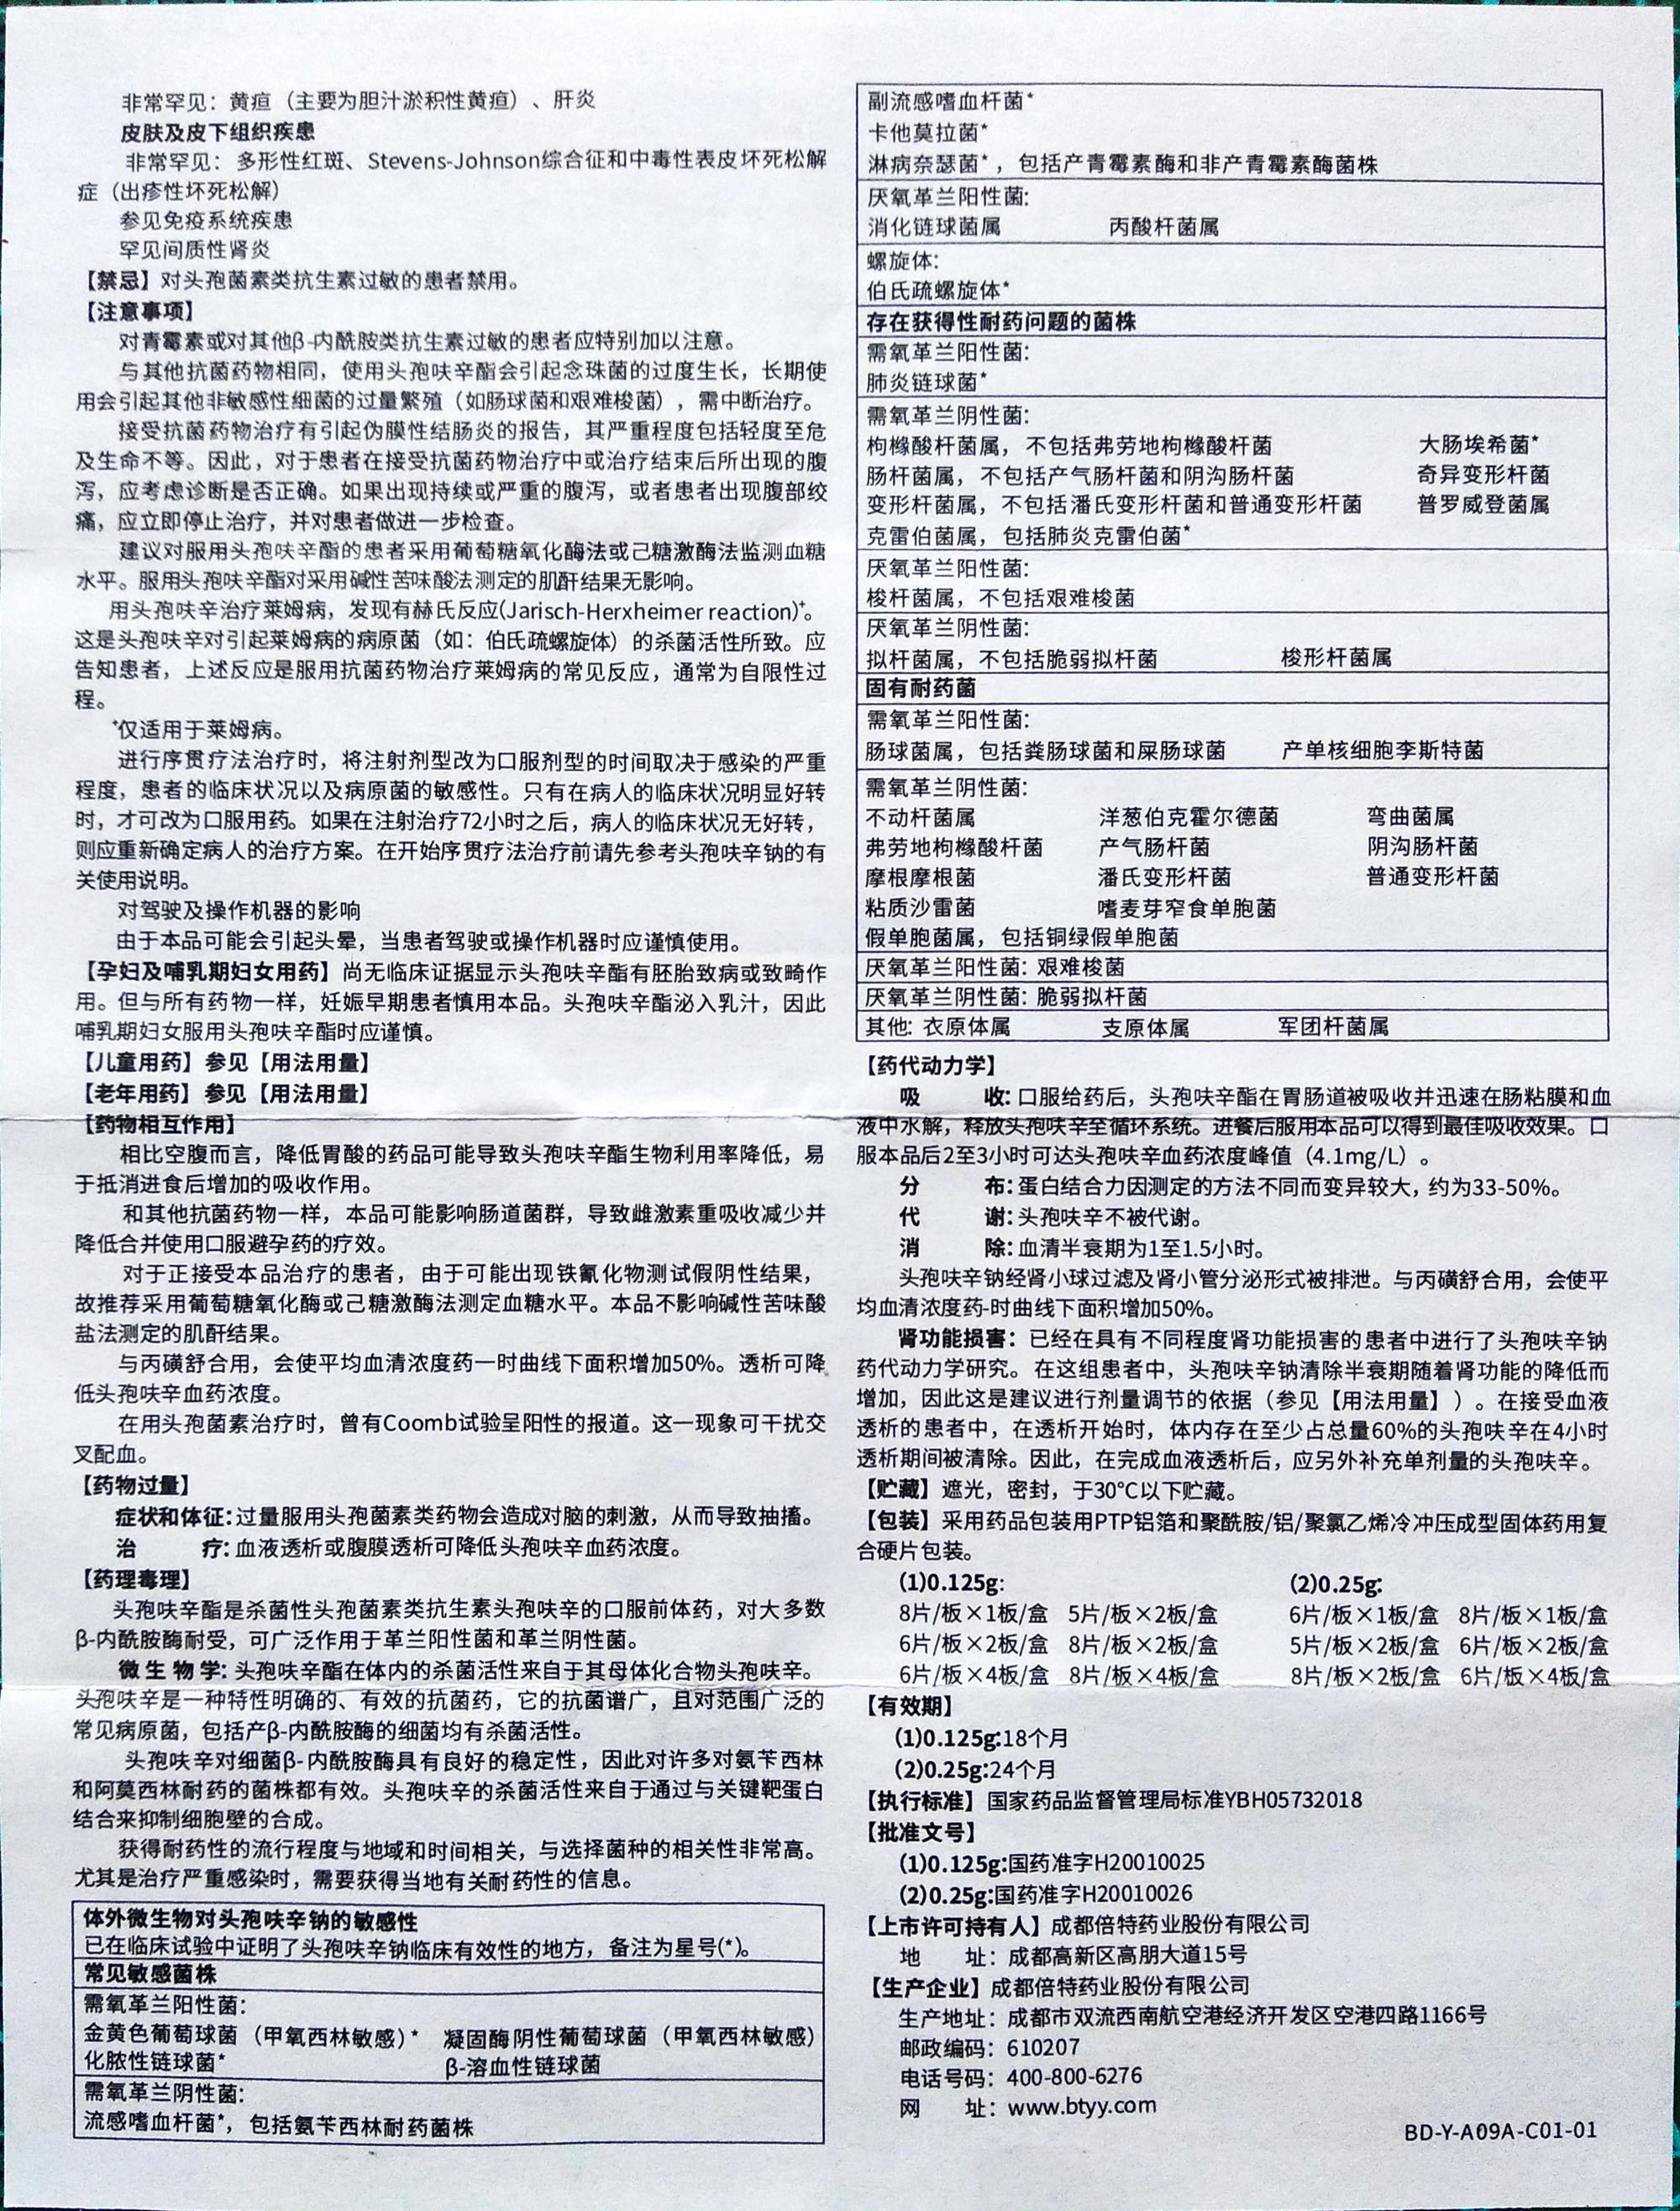 非常罕见：黄疸（主要为胆汁淤积性黄疸）、肝炎
皮肤及皮下组织疾患
非常罕见：多形性红斑、Stevens-Johnson综合征和中毒性表皮坏死松解
症（出疹性坏死松解）
参见免疫系统疾患
罕见间质性肾炎
【禁忌】对头孢菌素类抗生素过敏的患者禁用。
【注意事项】
对青霉素或对其他β-内酰胺类抗生素过敏的患者应特别加以注意。
与其他抗菌药物相同，使用头孢呋辛酯会引起念珠菌的过度生长，长期使
用会引起其他非敏感性细菌的过量繁殖（如肠球菌和艰难梭菌），需中断治疗。
接受抗菌药物治疗有引起伪膜性结肠炎的报告，其严重程度包括轻度至危
及生命不等。因此，对于患者在接受抗菌药物治疗中或治疗结束后所出现的腹
泻，应考虑诊断是否正确。如果出现持续或严重的腹泻，或者患者出现腹部绞
痛，应立即停止治疗，并对患者做进一步检查。
建议对服用头孢呋辛酯的患者采用葡萄糖氧化酶法或己糖激酶法监测血糖
水平。服用头孢呋辛酯对采用碱性苦味酸法测定的肌酐结果无影响。
用头孢呋辛治疗莱姆病，发现有赫氏反应(Jarisch-Herxheimer reaction)⁺。
这是头孢呋辛对引起莱姆病的病原菌（如：伯氏疏螺旋体）的杀菌活性所致。应
告知患者，上述反应是服用抗菌药物治疗莱姆病的常见反应，通常为自限性过
程。
⁺仅适用于莱姆病。
进行序贯疗法治疗时，将注射剂型改为口服剂型的时间取决于感染的严重
程度，患者的临床状况以及病原菌的敏感性。只有在病人的临床状况明显好转
时，才可改为口服用药。如果在注射治疗72小时之后，病人的临床状况无好转，
则应重新确定病人的治疗方案。在开始序贯疗法治疗前请先参考头孢呋辛钠的有
关使用说明。
对驾驶及操作机器的影响
由于本品可能会引起头晕，当患者驾驶或操作机器时应谨慎使用。
【孕妇及哺乳期妇女用药】尚无临床证据显示头孢呋辛酯有胚胎致病或致畸作
用。但与所有药物一样，妊娠早期患者慎用本品。头孢呋辛酯泌入乳汁，因此
哺乳期妇女服用头孢呋辛酯时应谨慎。
【儿童用药】参见【用法用量】
【老年用药】参见【用法用量】
【药物相互作用】
相比空腹而言，降低胃酸的药品可能导致头孢呋辛酯生物利用率降低，易
于抵消进食后增加的吸收作用。
和其他抗菌药物一样，本品可能影响肠道菌群，导致雌激素重吸收减少并
降低合并使用口服避孕药的疗效。
对于正接受本品治疗的患者，由于可能出现铁氰化物测试假阴性结果，
故推荐采用葡萄糖氧化酶或己糖激酶法测定血糖水平。本品不影响碱性苦味酸
盐法测定的肌酐结果。
与丙磺舒合用，会使平均血清浓度药一时曲线下面积增加50%。透析可降
低头孢呋辛血药浓度。
在用头孢菌素治疗时，曾有Coomb试验呈阳性的报道。这一现象可干扰交
叉配血。
【药物过量】
症状和体征：过量服用头孢菌素类药物会造成对脑的刺激，从而导致抽搐。
治 疗：血液透析或腹膜透析可降低头孢呋辛血药浓度。
【药理毒理】
头孢呋辛酯是杀菌性头孢菌素类抗生素头孢呋辛的口服前体药，对大多数
β-内酰胺酶耐受，可广泛作用于革兰阳性菌和革兰阴性菌。
微 生 物 学：头孢呋辛酯在体内的杀菌活性来自于其母体化合物头孢呋辛。
头孢呋辛是一种特性明确的、有效的抗菌药，它的抗菌谱广，且对范围广泛的
常见病原菌，包括产β-内酰胺酶的细菌均有杀菌活性。
头孢呋辛对细菌β-内酰胺酶具有良好的稳定性，因此对许多对氨苄西林
和阿莫西林耐药的菌株都有效。头孢呋辛的杀菌活性来自于通过与关键靶蛋白
结合来抑制细胞壁的合成。
获得耐药性的流行程度与地域和时间相关，与选择菌种的相关性非常高。
尤其是治疗严重感染时，需要获得当地有关耐药性的信息。
体外微生物对头孢呋辛钠的敏感性
已在临床试验中证明了头孢呋辛钠临床有效性的地方，备注为星号(*)。
常见敏感菌株
需氧革兰阳性菌：
金黄色葡萄球菌（甲氧西林敏感）* 凝固酶阴性葡萄球菌（甲氧西林敏感）
化脓性链球菌* β-溶血性链球菌
需氧革兰阴性菌：
流感嗜血杆菌*，包括氨苄西林耐药菌株
副流感嗜血杆菌*
卡他莫拉菌*
淋病奈瑟菌*，包括产青霉素酶和非产青霉素酶菌株
厌氧革兰阳性菌：
消化链球菌属 丙酸杆菌属
螺旋体：
伯氏疏螺旋体*
存在获得性耐药问题的菌株
需氧革兰阳性菌：
肺炎链球菌*
需氧革兰阴性菌：
枸橼酸杆菌属，不包括弗劳地枸橼酸杆菌 大肠埃希菌*
肠杆菌属，不包括产气肠杆菌和阴沟肠杆菌 奇异变形杆菌
变形杆菌属，不包括潘氏变形杆菌和普通变形杆菌 普罗威登菌属
克雷伯菌属，包括肺炎克雷伯菌*
厌氧革兰阳性菌：
梭杆菌属，不包括艰难梭菌
厌氧革兰阴性菌：
拟杆菌属，不包括脆弱拟杆菌 梭形杆菌属
固有耐药菌
需氧革兰阳性菌：
肠球菌属，包括粪肠球菌和屎肠球菌 产单核细胞李斯特菌
需氧革兰阴性菌：
不动杆菌属 洋葱伯克霍尔德菌 弯曲菌属
弗劳地枸橼酸杆菌 产气肠杆菌 阴沟肠杆菌
摩根摩根菌 潘氏变形杆菌 普通变形杆菌
粘质沙雷菌 嗜麦芽窄食单胞菌
假单胞菌属，包括铜绿假单胞菌
厌氧革兰阳性菌：艰难梭菌
厌氧革兰阴性菌：脆弱拟杆菌
其他：衣原体属 支原体属 军团杆菌属
【药代动力学】
吸 收：口服给药后，头孢呋辛酯在胃肠道被吸收并迅速在肠粘膜和血
液中水解，释放头孢呋辛至循环系统。进餐后服用本品可以得到最佳吸收效果。口
服本品后2至3小时可达头孢呋辛血药浓度峰值（4.1mg/L）。
分 布：蛋白结合力因测定的方法不同而变异较大，约为33-50%。
代 谢：头孢呋辛不被代谢。
消 除：血清半衰期为1至1.5小时。
头孢呋辛钠经肾小球过滤及肾小管分泌形式被排泄。与丙磺舒合用，会使平
均血清浓度药-时曲线下面积增加50%。
肾功能损害：已经在具有不同程度肾功能损害的患者中进行了头孢呋辛钠
药代动力学研究。在这组患者中，头孢呋辛钠清除半衰期随着肾功能的降低而
增加，因此这是建议进行剂量调节的依据（参见【用法用量】）。在接受血液
透析的患者中，在透析开始时，体内存在至少占总量60%的头孢呋辛在4小时
透析期间被清除。因此，在完成血液透析后，应另外补充单剂量的头孢呋辛。
【贮藏】遮光，密封，于30℃以下贮藏。
【包装】采用药品包装用PTP铝箔和聚酰胺/铝/聚氯乙烯冷冲压成型固体药用复
合硬片包装。
(1)0.125g: (2)0.25g:
8片/板×1板/盒 5片/板×2板/盒 6片/板×1板/盒 8片/板×1板/盒
6片/板×2板/盒 8片/板×2板/盒 5片/板×2板/盒 6片/板×2板/盒
6片/板×4板/盒 8片/板×4板/盒 8片/板×2板/盒 6片/板×4板/盒
【有效期】
(1)0.125g:18个月
(2)0.25g:24个月
【执行标准】国家药品监督管理局标准YBH05732018
【批准文号】
(1)0.125g:国药准字H20010025
(2)0.25g:国药准字H20010026
【上市许可持有人】成都倍特药业股份有限公司
地 址：成都高新区高朋大道15号
【生产企业】成都倍特药业股份有限公司
生产地址：成都市双流西南航空港经济开发区空港四路1166号
邮政编码：610207
电话号码：400-800-6276
网 址：www.btyy.com
BD-Y-A09A-C01-01